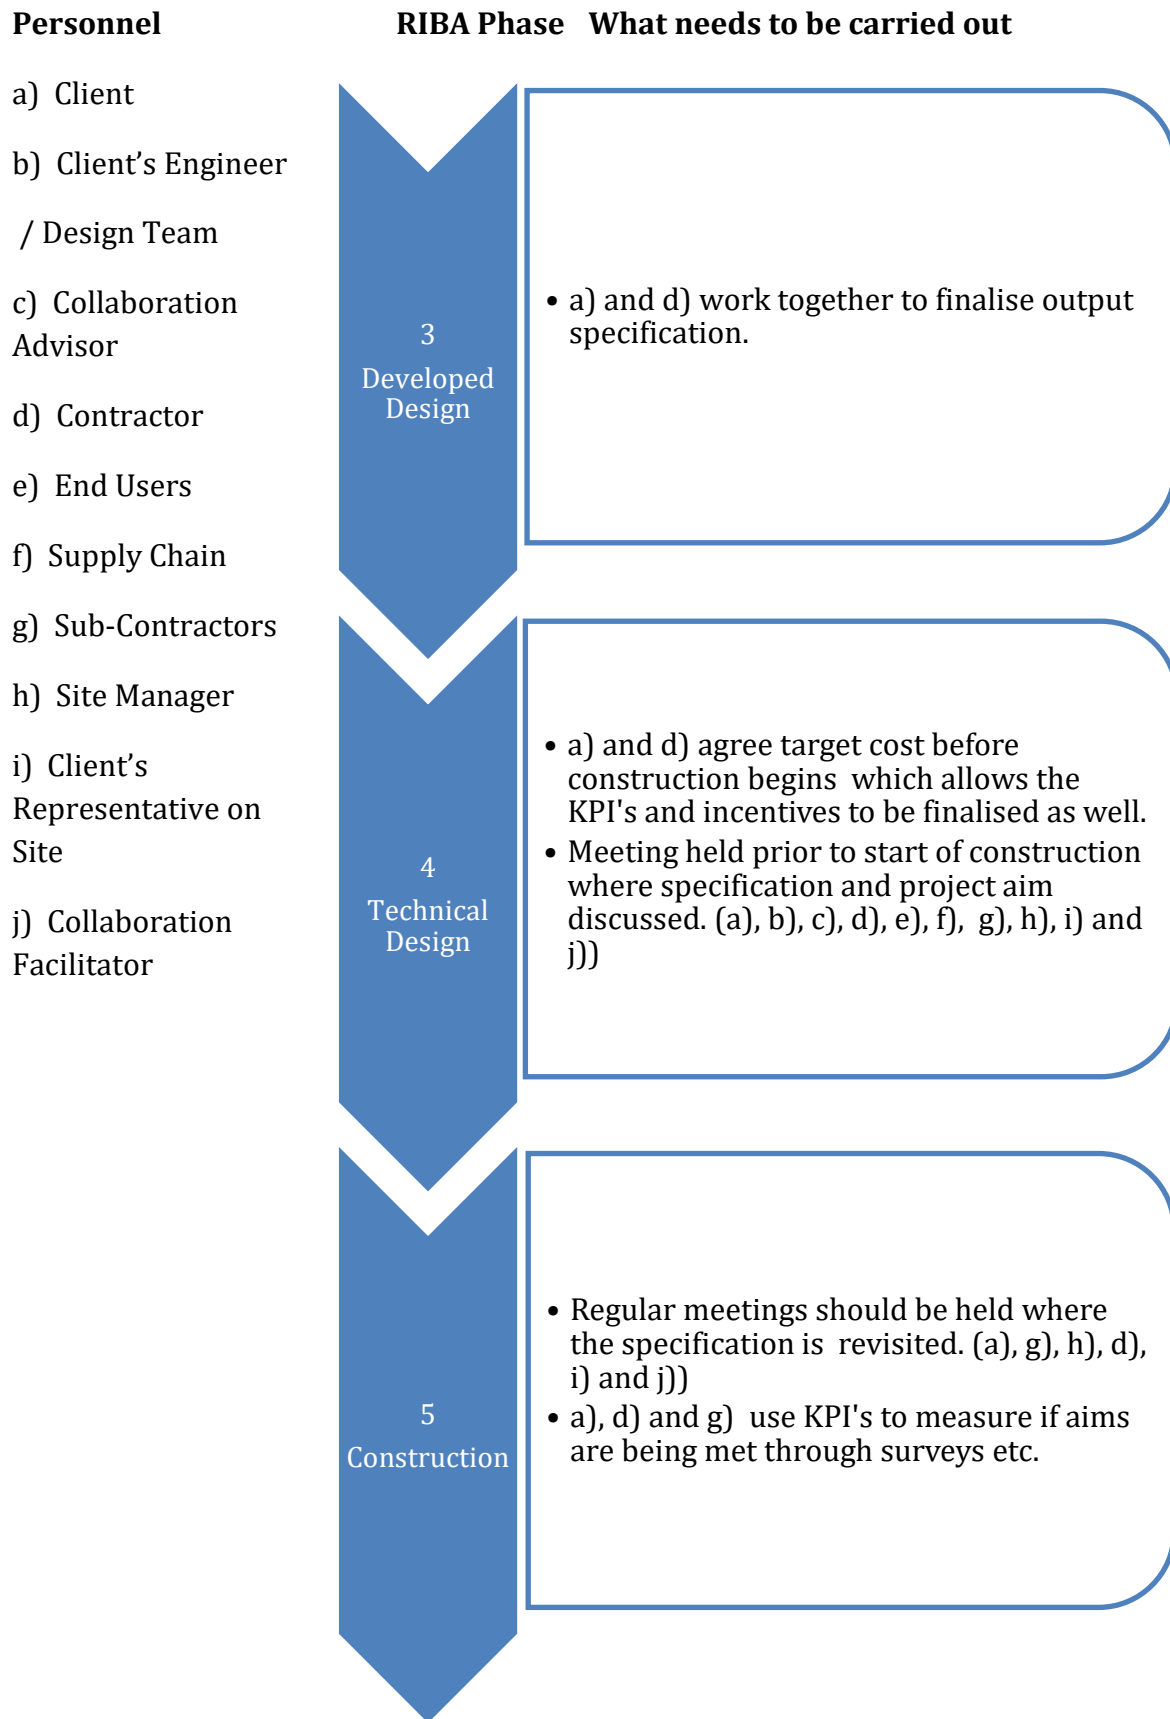 Personnel RIBA Phase What needs to be carried out
a) Client
b) Client’s Engineer
/ Design Team
c) Collaboration
Advisor
d) Contractor
e) End Users
f) Supply Chain
g) Sub-Contractors
h) Site Manager
i) Client’s
Representative on
Site
j) Collaboration
Facilitator
3
Developed
Design
• a) and d) work together to finalise output
specification.
4
Technical
Design
• a) and d) agree target cost before
construction begins which allows the
KPI's and incentives to be finalised as well.
• Meeting held prior to start of construction
where specification and project aim
discussed. (a), b), c), d), e), f), g), h), i) and
j))
5
Construction
• Regular meetings should be held where
the specification is revisited. (a), g), h), d),
i) and j))
• a), d) and g) use KPI's to measure if aims
are being met through surveys etc.